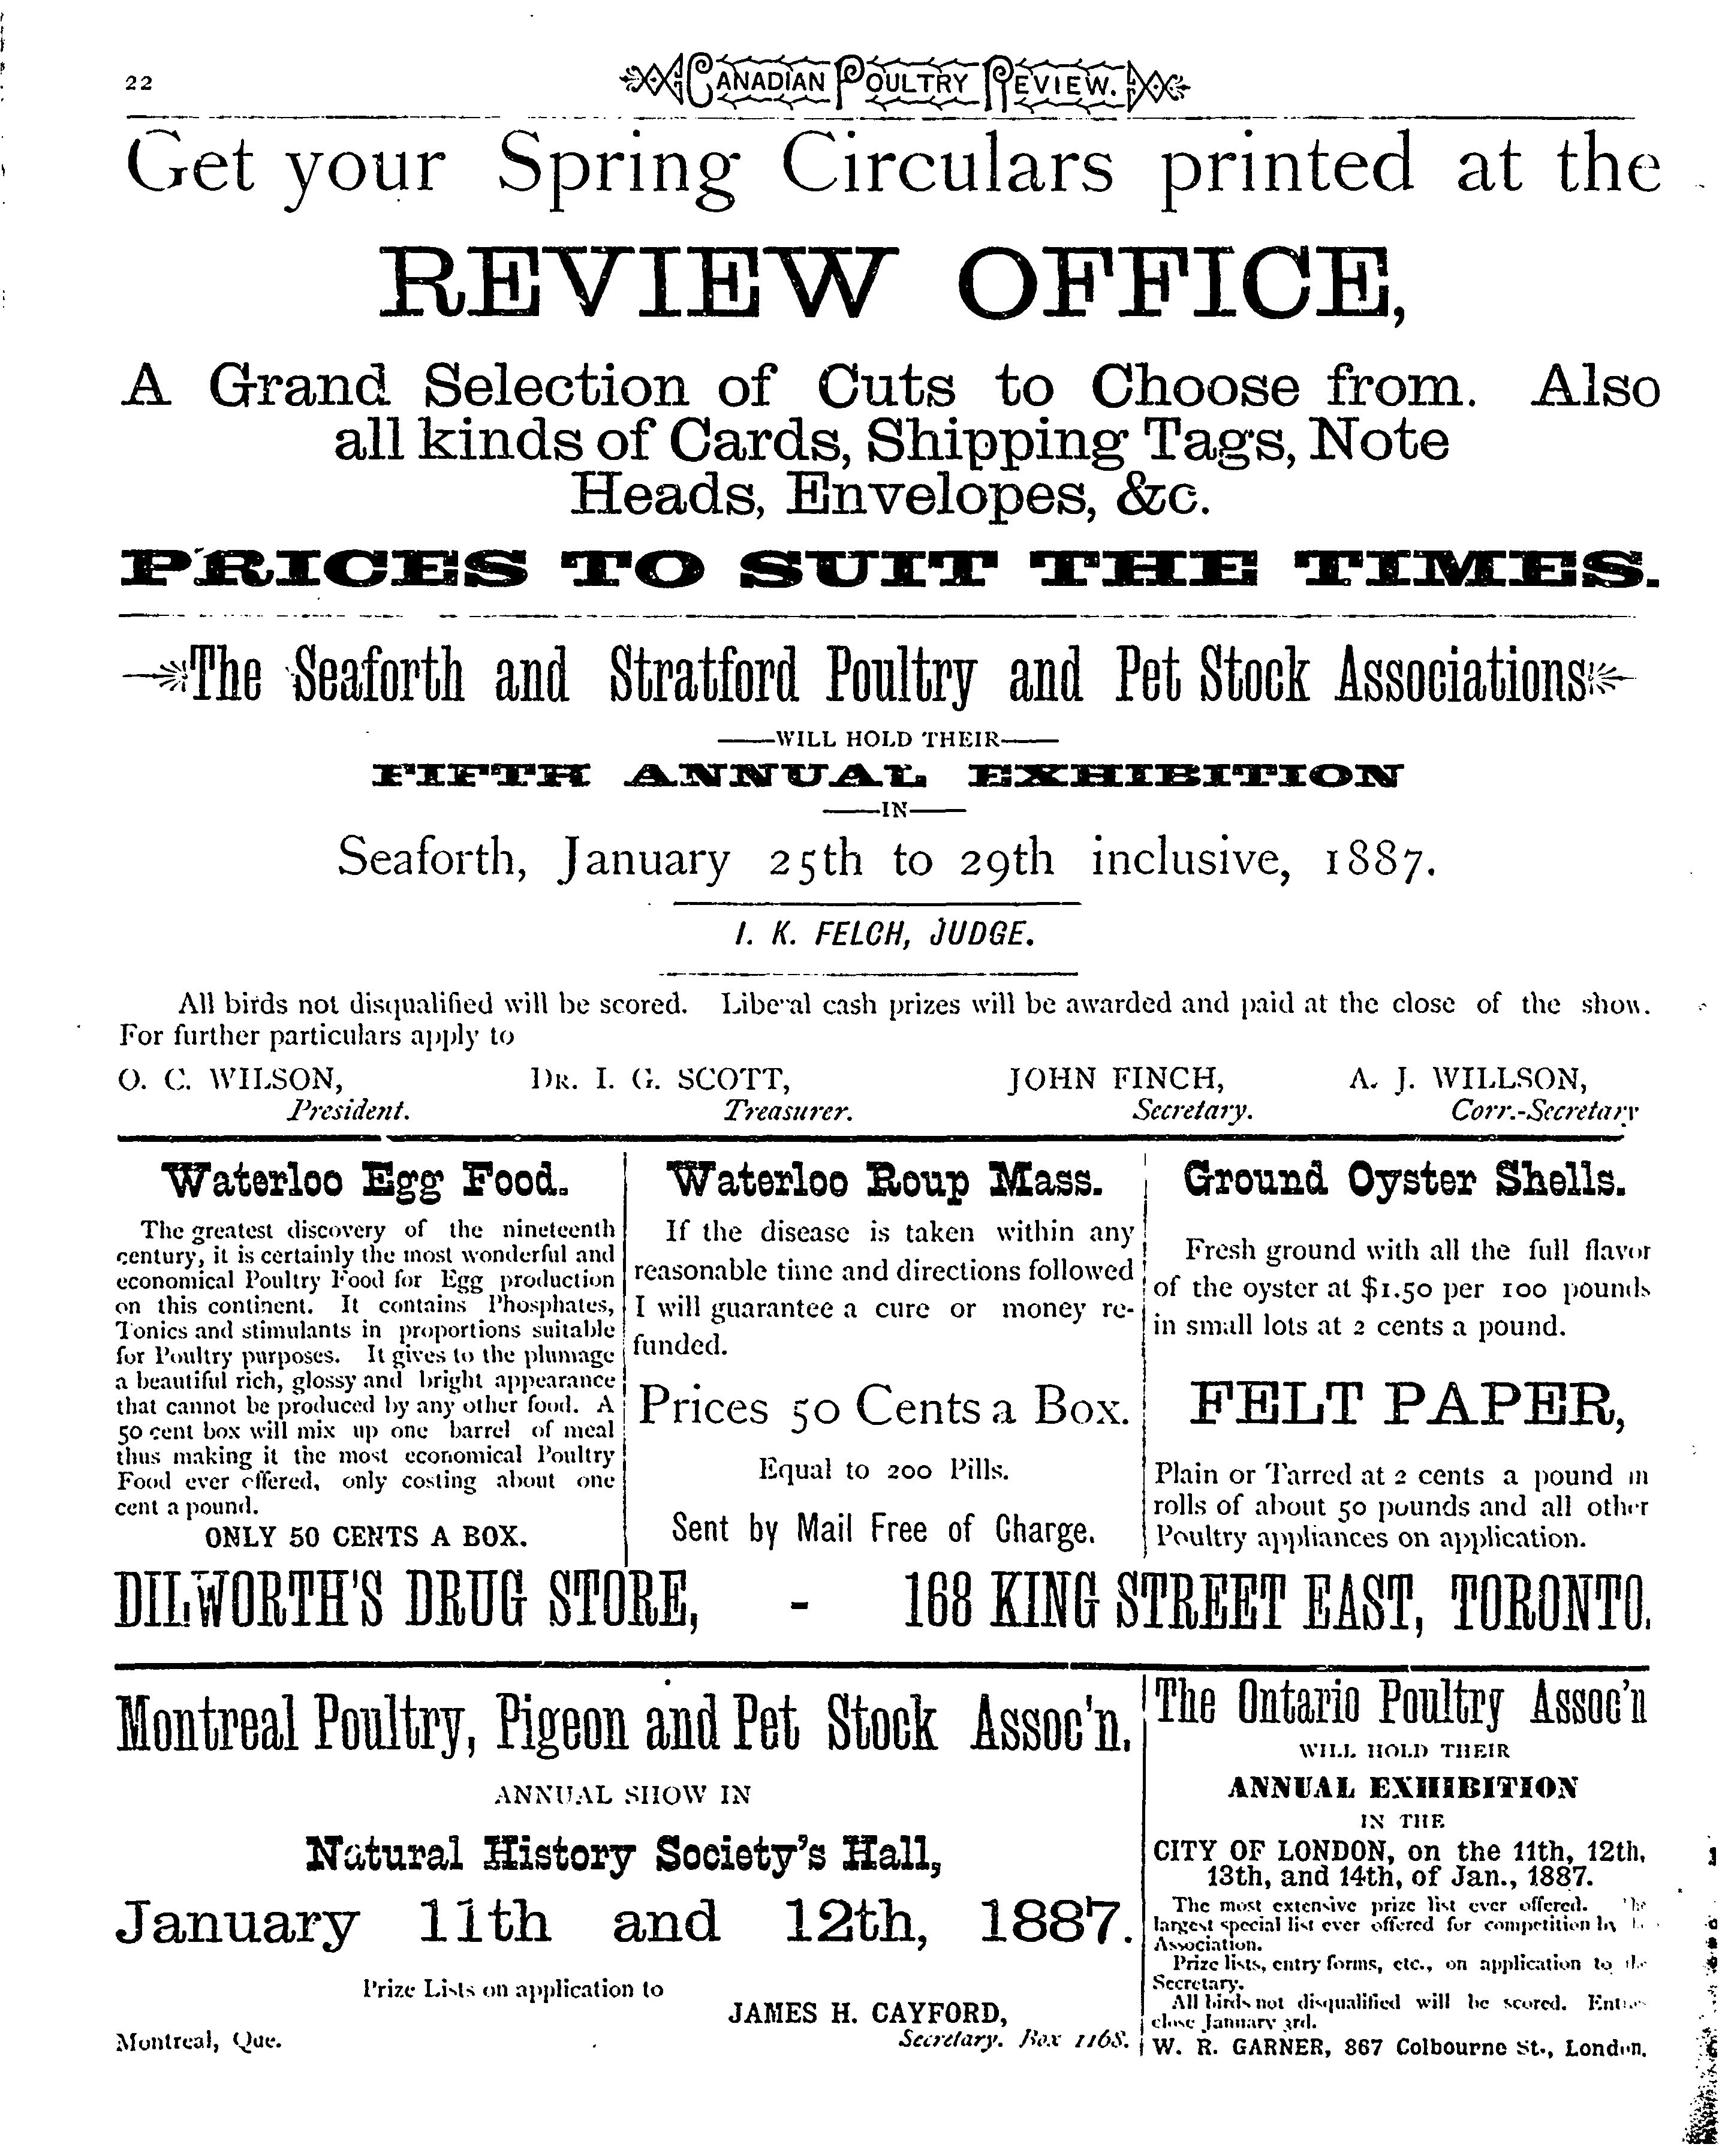 22
CANADIAN POULTRY REVIEW.
Get your Spring Circulars printed at the
REVIEW OFFICE,
A Grand Selection of Cuts to Choose from. Also
all kinds of Cards, Shipping Tags, Note
Heads, Envelopes, &c.
PRICES TO SUIT THE TIMES.
The Seaforth and Stratford Poultry and Pet Stock Associations
WILL HOLD THEIR
FIFTH ANNUAL EXHIBITION
IN
Seaforth, January 25th to 29th inclusive, 1887.
I. K. FELCH, JUDGE.
All birds not disqualified will be scored. Liberal cash prizes will be awarded and paid at the close of the show.
For further particulars apply to
O. C. WILSON, DR. I. G. SCOTT, JOHN FINCH, A. J. WILLSON,
President. Treasurer. Secretary. Corr.-Secretary
Waterloo Egg Food.
The greatest discovery of the nineteenth
century, it is certainly the most wonderful and
economical Poultry Food for Egg production
on this continent. It contains Phosphates,
Tonics and stimulants in proportions suitable
for Poultry purposes. It gives to the plumage
a beautiful rich, glossy and bright appearance
that cannot be produced by any other food. A
50 cent box will mix up one barrel of meal
thus making it the most economical Poultry
Food ever offered, only costing about one
cent a pound.
ONLY 50 CENTS A BOX.
Waterloo Roup Mass.
If the disease is taken within any
reasonable time and directions followed
I will guarantee a cure or money re-
funded.
Prices 50 Cents a Box.
Equal to 200 Pills.
Sent by Mail Free of Charge.
Ground Oyster Shells.
Fresh ground with all the full flavor
of the oyster at $1.50 per 100 pounds
in small lots at 2 cents a pound.
FELT PAPER,
Plain or Tarred at 2 cents a pound in
rolls of about 50 pounds and all other
Poultry appliances on application.
DILWORTH'S DRUG STORE, - 168 KING STREET EAST, TORONTO.
Montreal Poultry, Pigeon and Pet Stock Assoc'n.
ANNUAL SHOW IN
Natural History Society's Hall,
January 11th and 12th, 1887.
Prize Lists on application to
JAMES H. CAYFORD,
Montreal, Que. Secretary. Box 1168.
The Ontario Poultry Assoc'n
WILL HOLD THEIR
ANNUAL EXHIBITION
IN THE
CITY OF LONDON, on the 11th, 12th,
13th, and 14th, of Jan., 1887.
The most extensive prize list ever offered. The
largest special list ever offered for competition by
Association.
Prize lists, entry forms, etc., on application to the
Secretary.
All birds not disqualified will be scored. Entries
close January 3rd.
W. R. GARNER, 867 Colbourne St., London.